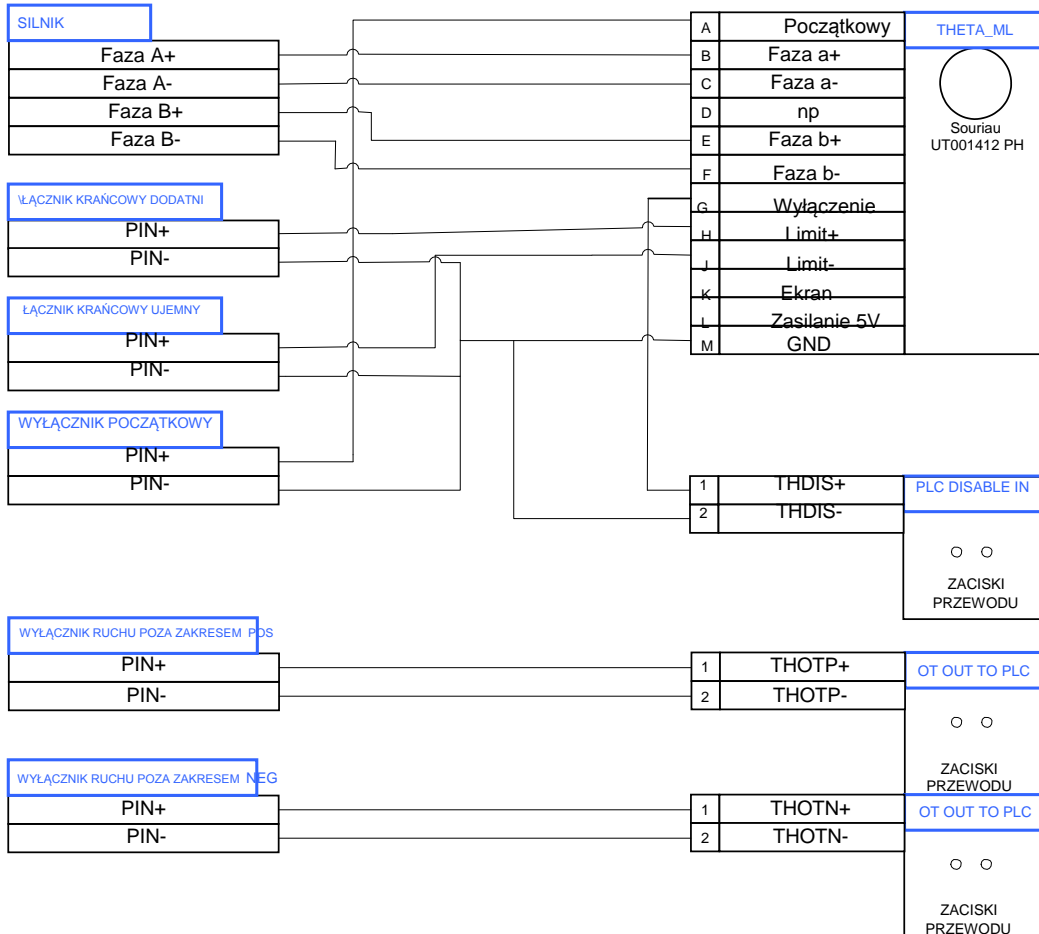 SILNIK
Faza A+
Faza A-
Faza B+
Faza B-
ŁĄCZNIK KRAŃCOWY DODATNI
PIN+
PIN-
ŁĄCZNIK KRAŃCOWY UJEMNY
PIN+
PIN-
WYŁĄCZNIK POCZĄTKOWY
PIN+
PIN-
WYŁĄCZNIK RUCHU POZA ZAKRESEM POS
PIN+
PIN-
WYŁĄCZNIK RUCHU POZA ZAKRESEM NEG
PIN+
PIN-
A Początkowy
B Faza a+
C Faza a-
D np
E Faza b+
F Faza b-
G Wyłączenie
H Limit+
J Limit-
K Ekran
L Zasilanie 5V
M GND
THETA_ML
Souriau
UT001412 PH
1 THDIS+
2 THDIS-
PLC DISABLE IN
ZACISKI
PRZEWODU
1 THOTP+
2 THOTP-
OT OUT TO PLC
ZACISKI
PRZEWODU
1 THOTN+
2 THOTN-
OT OUT TO PLC
ZACISKI
PRZEWODU